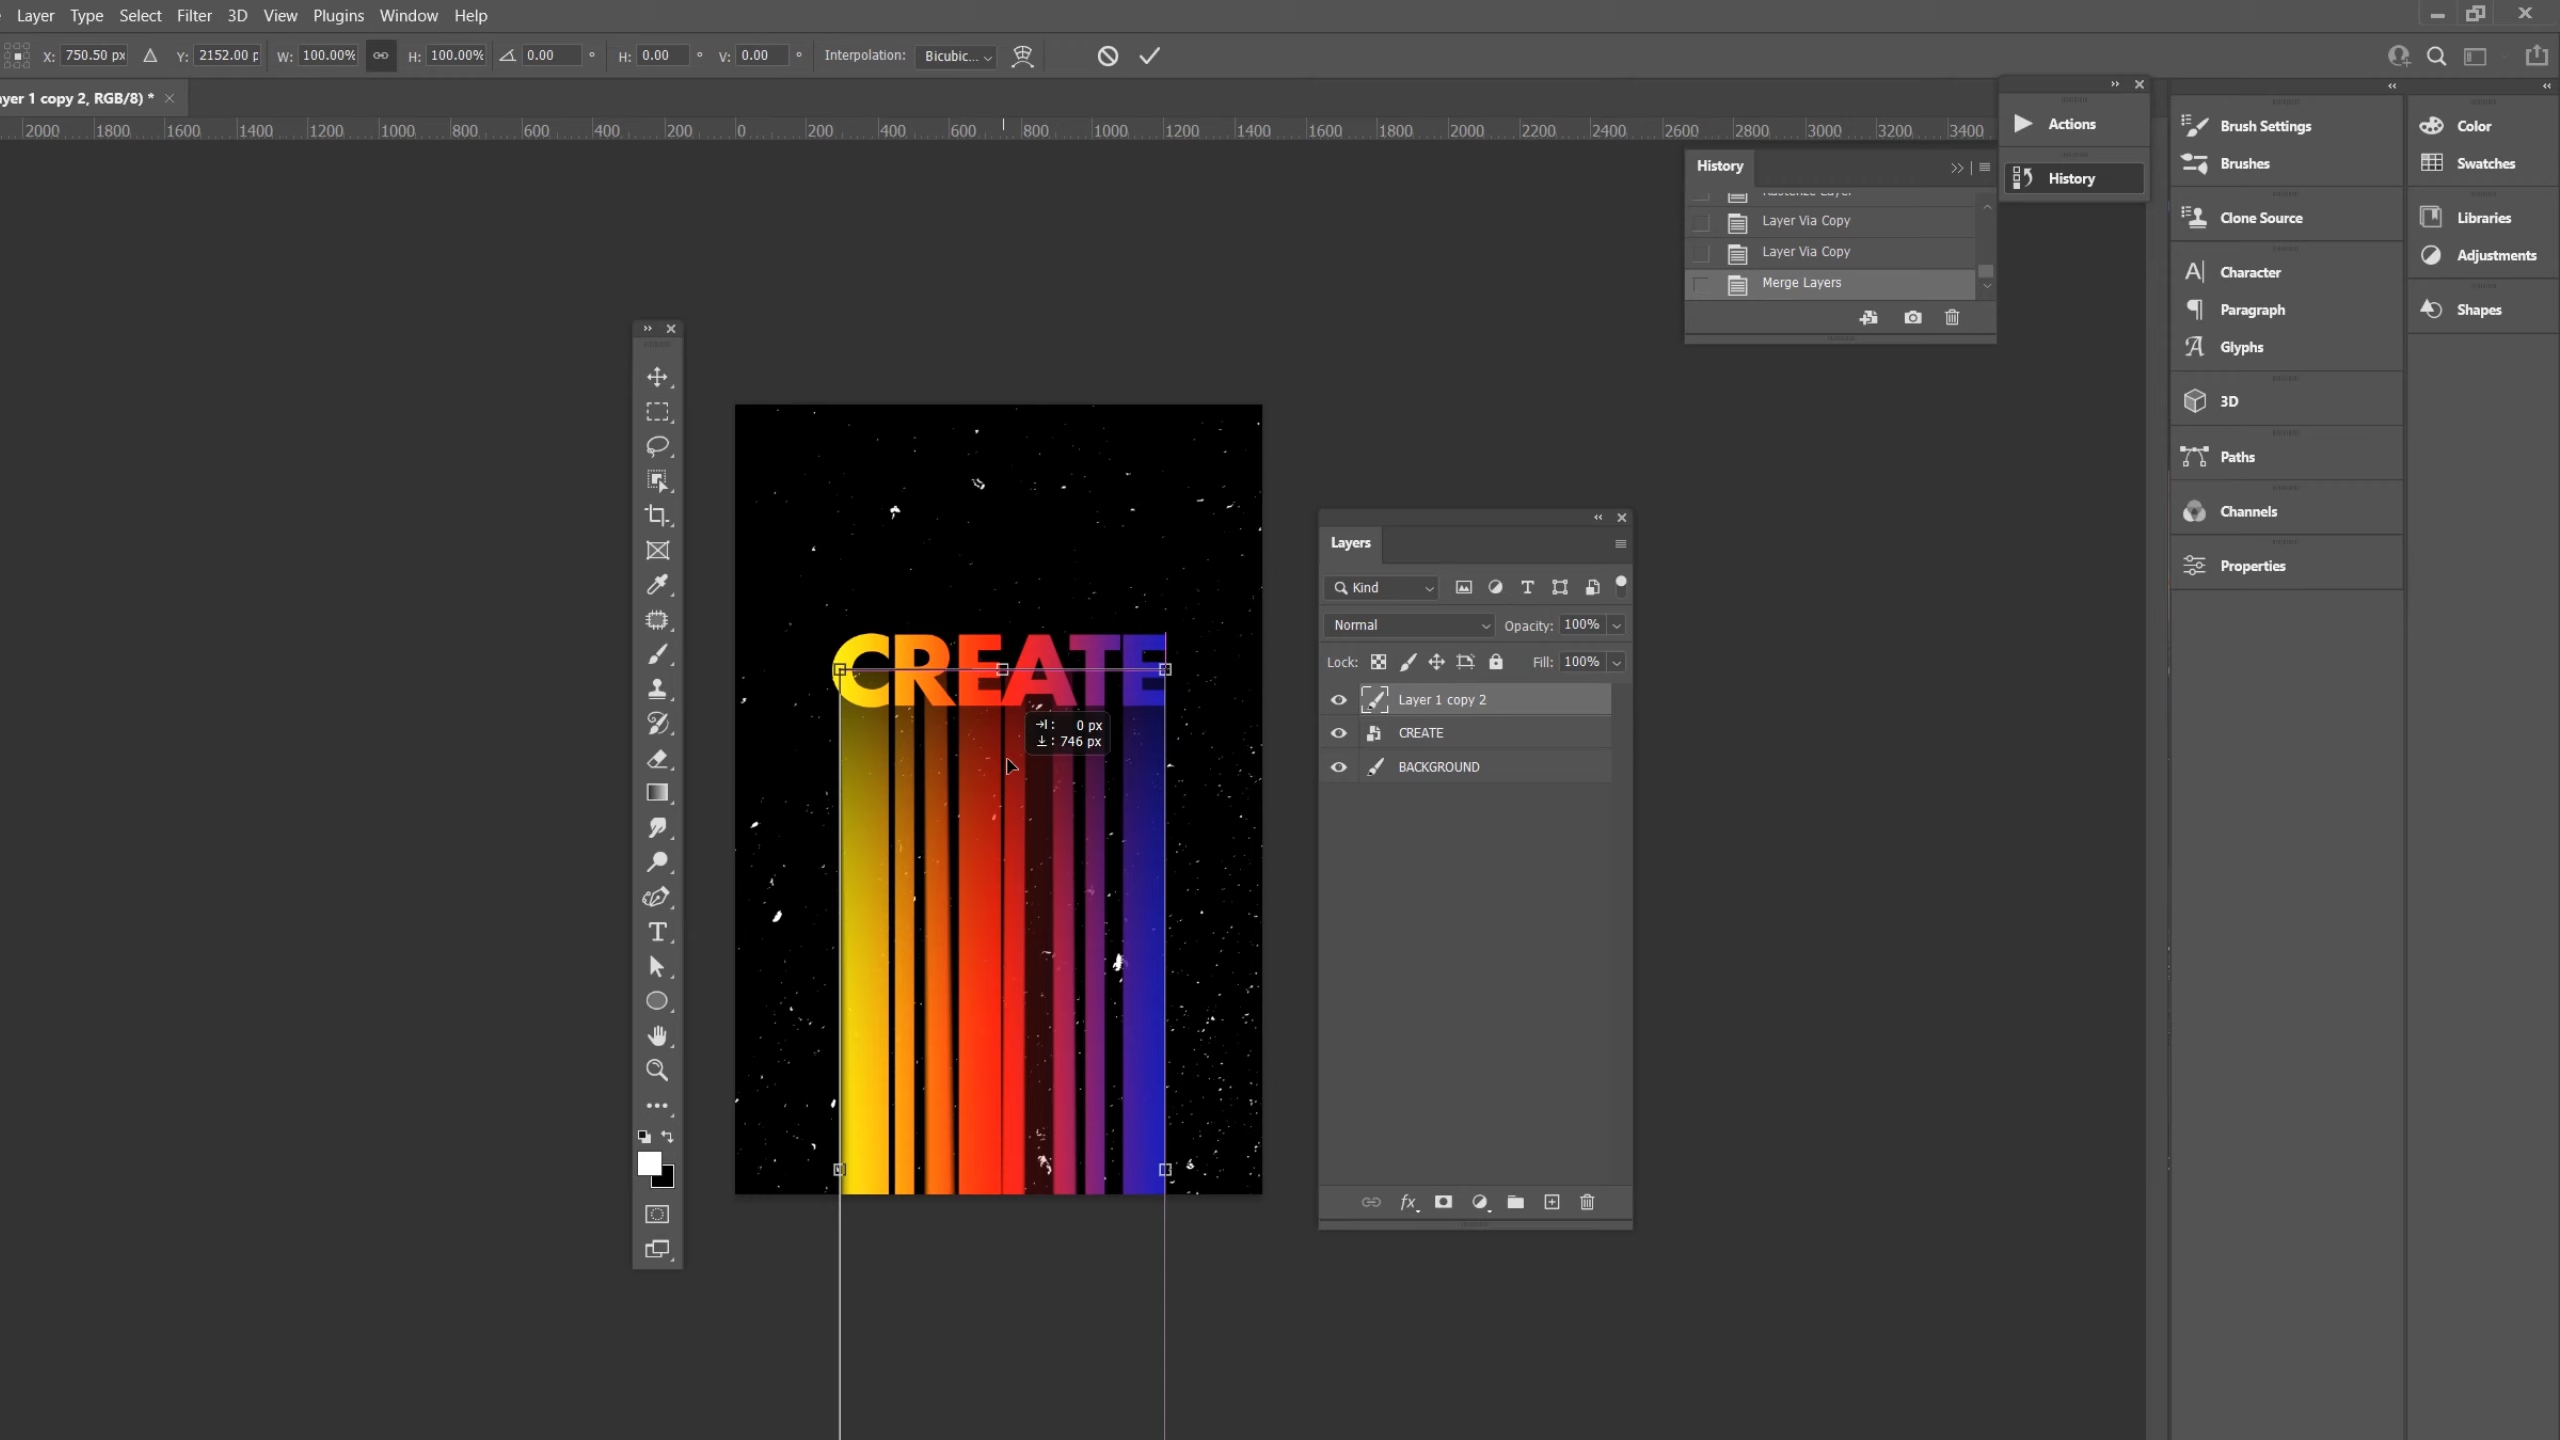 Layer Type Select Filter 3D View Plugins Window Help
X: 750.50 px Y: 2152.00 p W: 100.00% H: 100.00% 0.00 ° H: 0.00 ° V: 0.00 ° Interpolation: Bicubic...
ayer 1 copy 2, RGB/8) *
2000 1800 1600 1400 1200 1000 800 600 400 200 0 200 400 600 800 1000 1200 1400 1600 1800 2000 2200 2400 2600 2800 3000 3200 3400
Actions
History
History
Rasterize Layer
Layer Via Copy
Layer Via Copy
Merge Layers
Brush Settings
Brushes
Clone Source
Character
Paragraph
Glyphs
3D
Paths
Channels
Properties
Color
Swatches
Libraries
Adjustments
Shapes
CREATE
: 0 px
: 746 px
Layers
Kind
Normal Opacity: 100%
Lock: Fill: 100%
Layer 1 copy 2
CREATE
BACKGROUND
fx